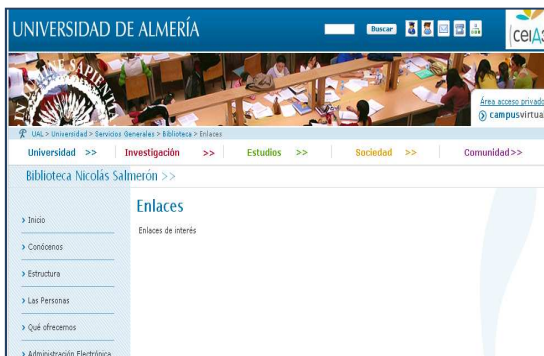 UNIVERSIDAD DE ALMERÍA
Buscar
ceiA3
Área acceso privado
campusvirtual
UAL > Universidad > Servicios Generales > Biblioteca > Enlaces
Universidad >> Investigación >> Estudios >> Sociedad >> Comunidad >>
Biblioteca Nicolás Salmerón >>
Enlaces
Enlaces de interés
> Inicio
> Conócenos
> Estructura
> Las Personas
> Qué ofrecemos
> Administración Electrónica